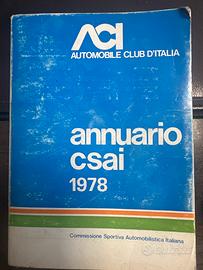 ACI
AUTOMOBILE CLUB D'ITALIA
annuario
csai
1978
Commissione Sportiva Automobilistica Italiana